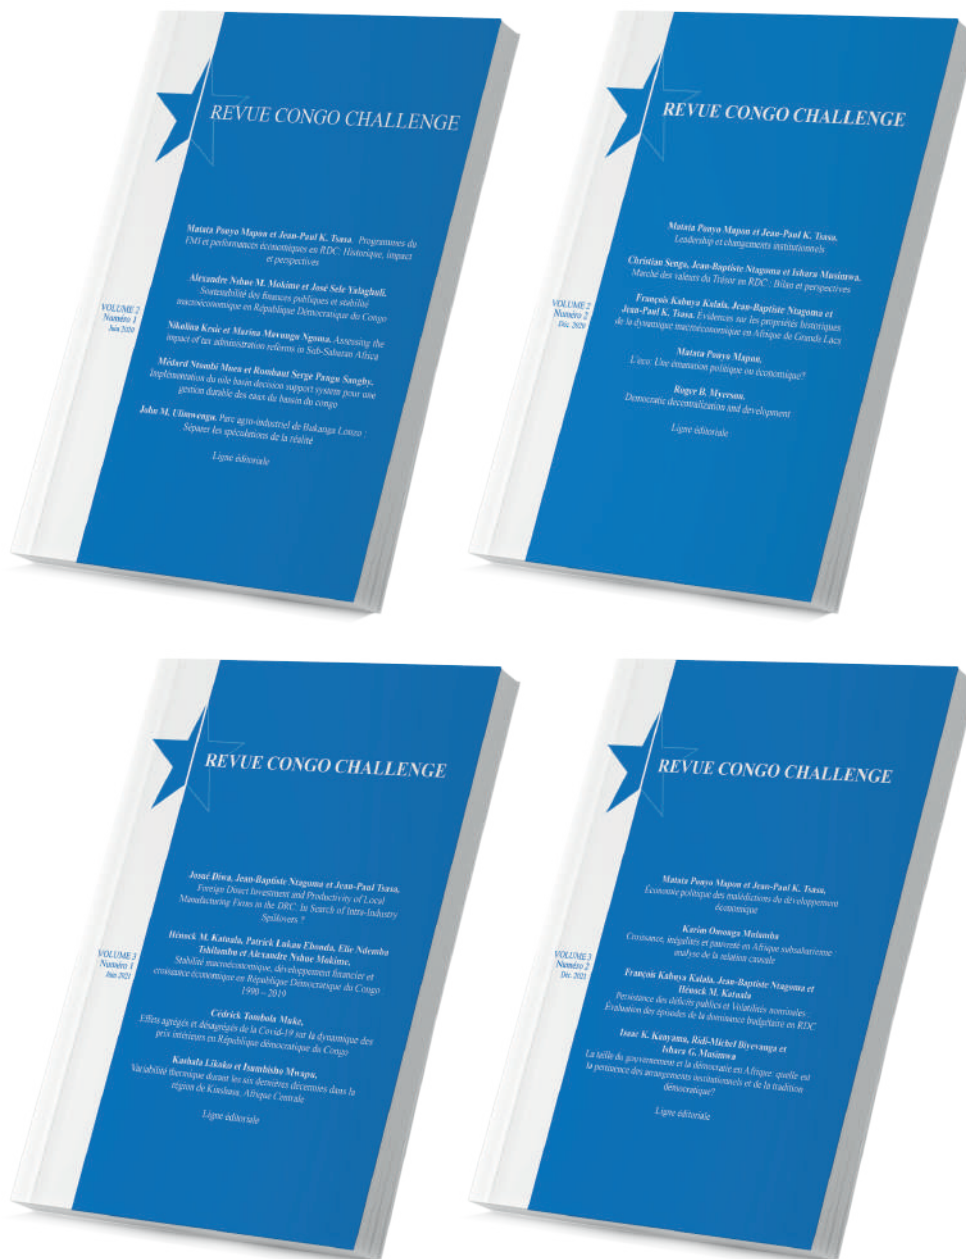 REVUE CONGO CHALLENGE
Matata Ponyo Mapon et Jean-Paul K. Tsasa. Programmes du
FMI et performances économiques en RDC: Historique, impact
et perspectives
Alexandre Nshue M. Mokime et José Sele Yalaghuli.
Soutenabilité des finances publiques et stabilité
macroéconomique en République Démocratique du Congo
VOLUME 2
Numéro 1
Juin 2020
Nikolina Kesic et Marina Mavungu Ngoma. Assessing the
impact of tax administration reforms in Sub-Saharan Africa
Médard Ntombi Muen et Rombaut Serge Pangu Sangby.
Implémentation du nile basin decision support system pour une
gestion durable des eaux du bassin du congo
John M. Ulimwengu. Parc agro-industriel de Bukanga Lonzo :
Séparer les spéculations de la réalité
Ligne éditoriale
REVUE CONGO CHALLENGE
Matata Ponyo Mapon et Jean-Paul K. Tsasa.
Leadership et changements institutionnels
Christian Senga, Jean-Baptiste Ntagoma et Ishara Musimwa.
Marché des valeurs du Trésor en RDC : Bilan et perspectives
VOLUME 2
Numéro 2
Déc. 2020
François Kabuya Kalala, Jean-Baptiste Ntagoma et
Jean-Paul K. Tsasa. Évidences sur les propriétés historiques
de la dynamique macroéconomique en Afrique de Grands Lacs
Matata Ponyo Mapon.
L'eco: Une émanation politique ou économique?
Roger B. Myerson.
Democratic decentralization and development
Ligne éditoriale
REVUE CONGO CHALLENGE
Josué Diwa, Jean-Baptiste Ntagoma et Jean-Paul Tsasa,
Foreign Direct Investment and Productivity of Local
Manufacturing Firms in the DRC: In Search of Intra-Industry
Spillovers ?
VOLUME 3
Numéro 1
Juin 2021
Hénock M. Katuala, Patrick Lukau Ebonda, Elie Ndemba
Tshilambu et Alexandre Nshue Mokime,
Stabilité macroéconomique, développement financier et
croissance économique en République Démocratique du Congo
1990 – 2019
Cédrick Tombola Muke,
Effets agrégés et désagrégés de la Covid-19 sur la dynamique des
prix intérieurs en République démocratique du Congo
Kashala Likoko et Isambisho Mwapu,
Variabilité thermique durant les six dernières décennies dans la
région de Kinshasa, Afrique Centrale
Ligne éditoriale
REVUE CONGO CHALLENGE
Matata Ponyo Mapon et Jean-Paul K. Tsasa,
Économie politique des malédictions du développement
économique
Karim Omonga Mulumba
Croissance, inégalités et pauvreté en Afrique subsaharienne :
analyse de la relation causale
VOLUME 3
Numéro 2
Déc. 2021
François Kabuya Kalala, Jean-Baptiste Ntagoma et
Hénock M. Katuala
Persistance des déficits publics et Volatilités nominales :
Évaluation des épisodes de la dominance budgétaire en RDC
Isaac K. Kanyama, Ridi-Michel Biyevanga et
Ishara G. Musimwa
La taille du gouvernement et la démocratie en Afrique: quelle est
la pertinence des arrangements institutionnels et de la tradition
démocratique?
Ligne éditoriale